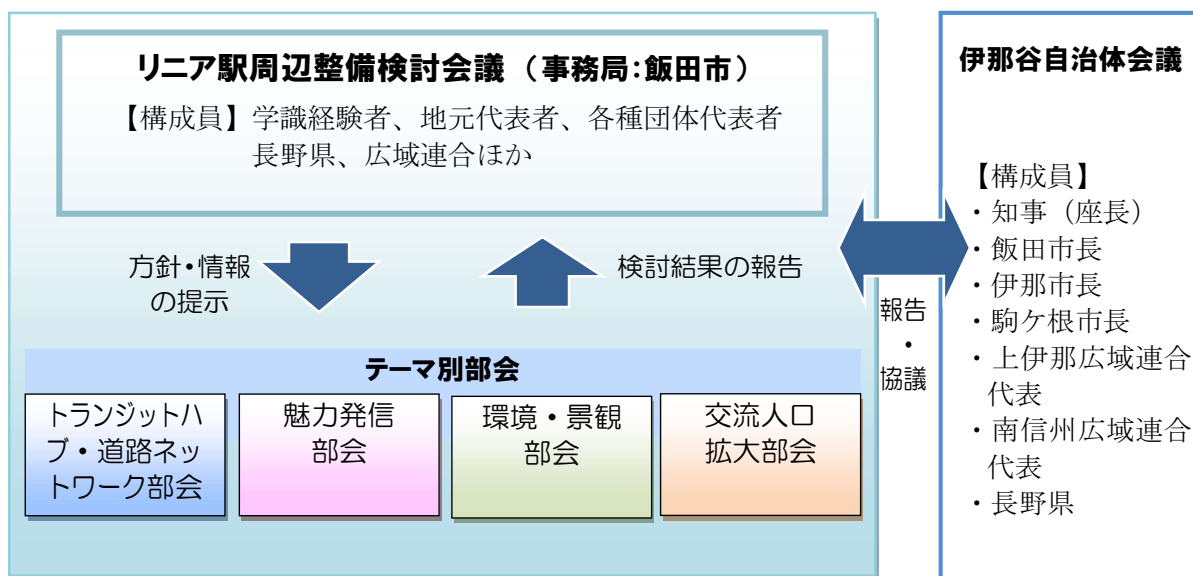 リニア駅周辺整備検討会議（事務局:飯田市）
【構成員】学識経験者、地元代表者、各種団体代表者
長野県、広域連合ほか
方針・情報
の提示
検討結果の報告
テーマ別部会
トランジットハ
ブ・道路ネッ
トワーク部会
魅力発信
部会
環境・景観
部会
交流人口
拡大部会
報告
・
協議
伊那谷自治体会議
【構成員】
・知事（座長）
・飯田市長
・伊那市長
・駒ケ根市長
・上伊那広域連合
代表
・南信州広域連合
代表
・長野県